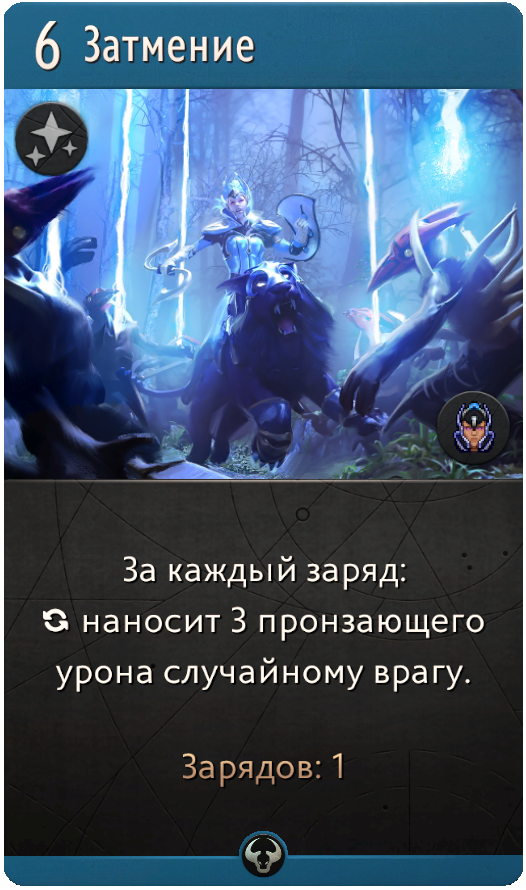 6 Затмение
За каждый заряд:
наносит 3 пронзающего
урона случайному врагу.
Зарядов: 1